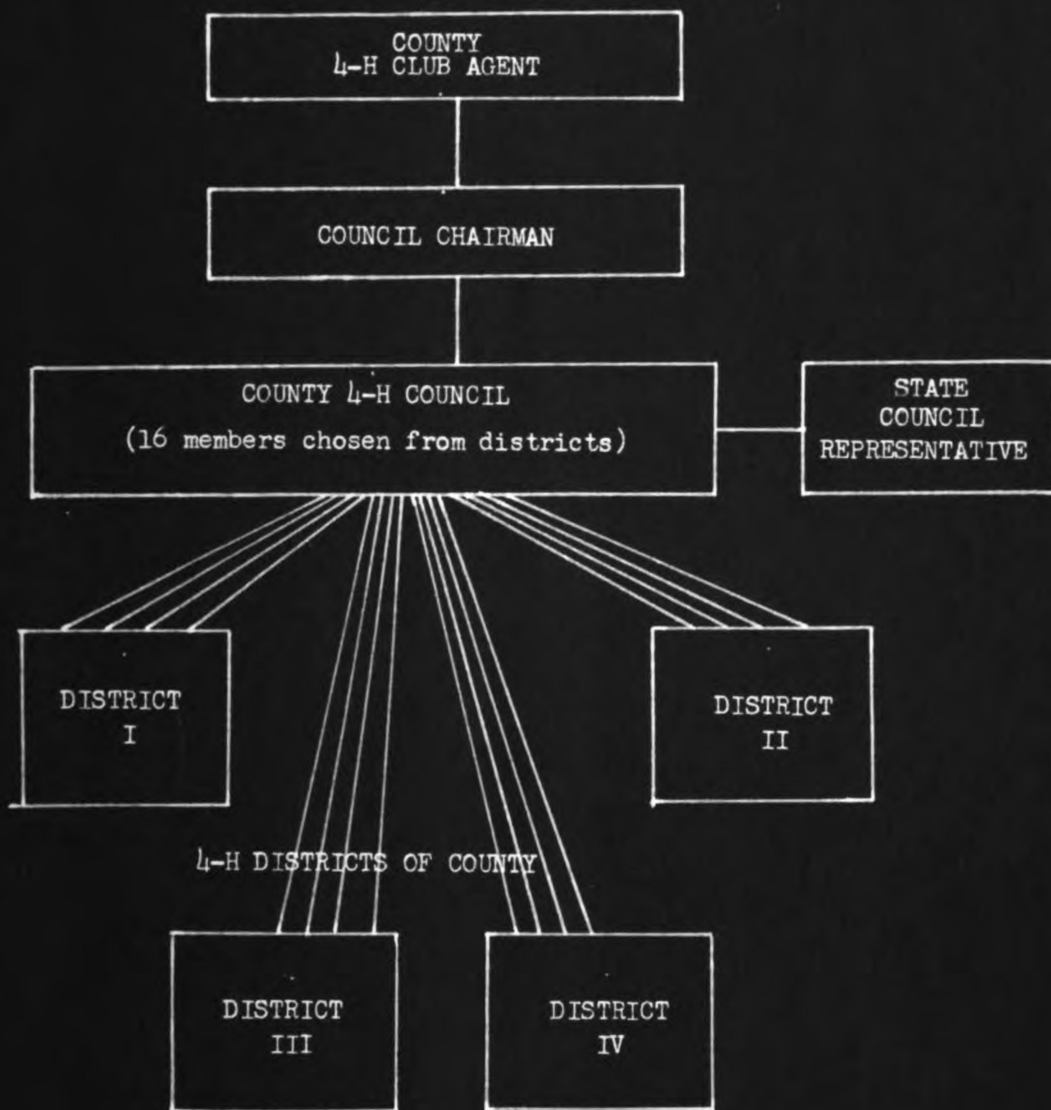 COUNTY
4-H CLUB AGENT
COUNCIL CHAIRMAN
COUNTY 4-H COUNCIL
(16 members chosen from districts)
STATE
COUNCIL
REPRESENTATIVE
DISTRICT
I
DISTRICT
II
4-H DISTRICTS OF COUNTY
DISTRICT
III
DISTRICT
IV